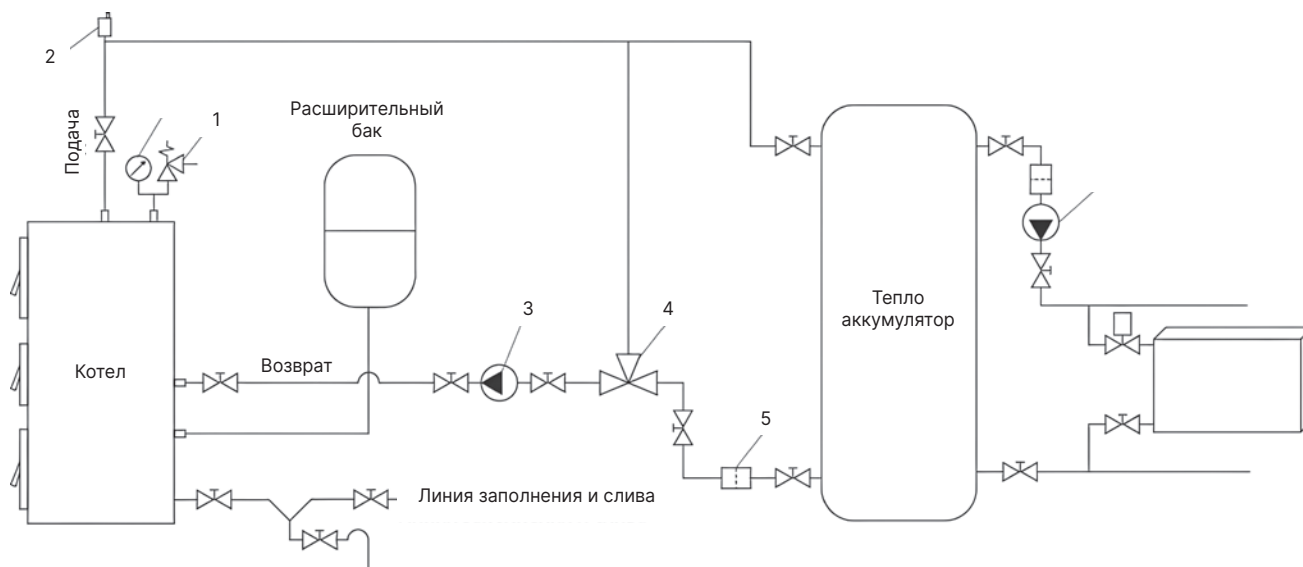 2
1
Подача
Расширительный
бак
Котел
Возврат
3
4
5
Линия заполнения и слива
Тепло
аккумулятор